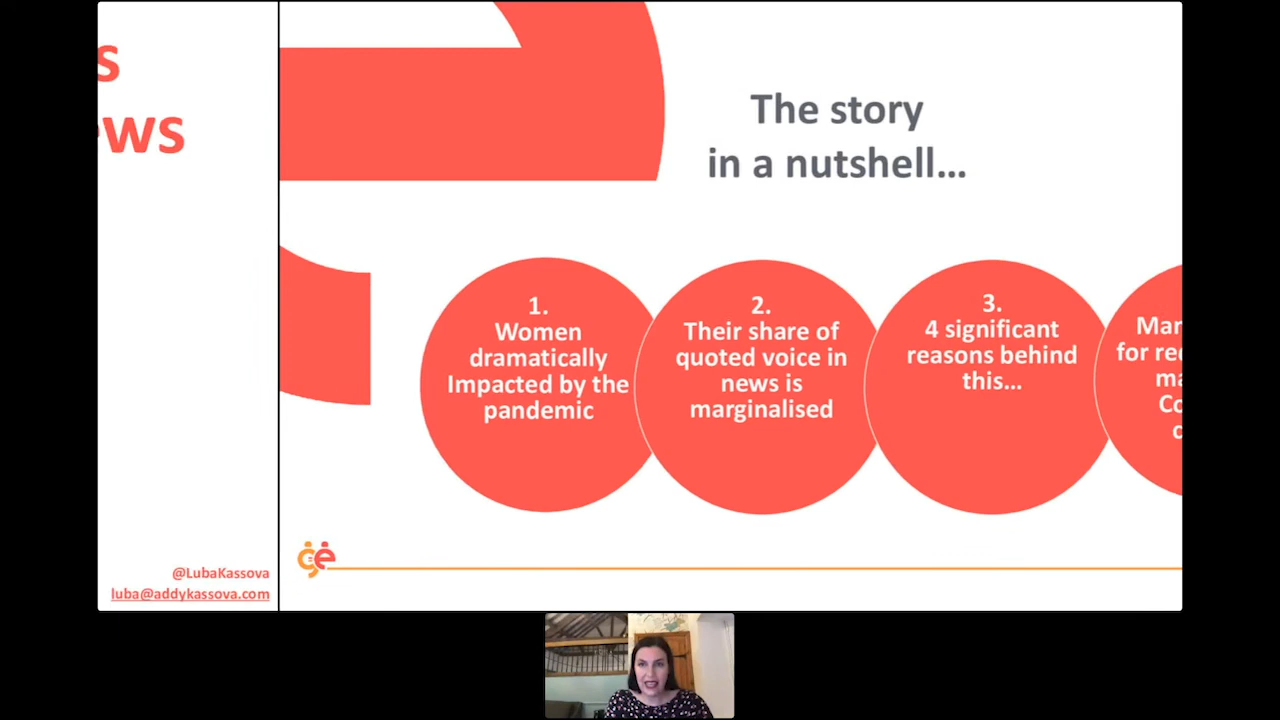 s
ws
@LubaKassova
luba@addykassova.com
The story
in a nutshell...
1.
Women
dramatically
Impacted by the
pandemic
2.
Their share of
quoted voice in
news is
marginalised
3.
4 significant
reasons behind
this...
for